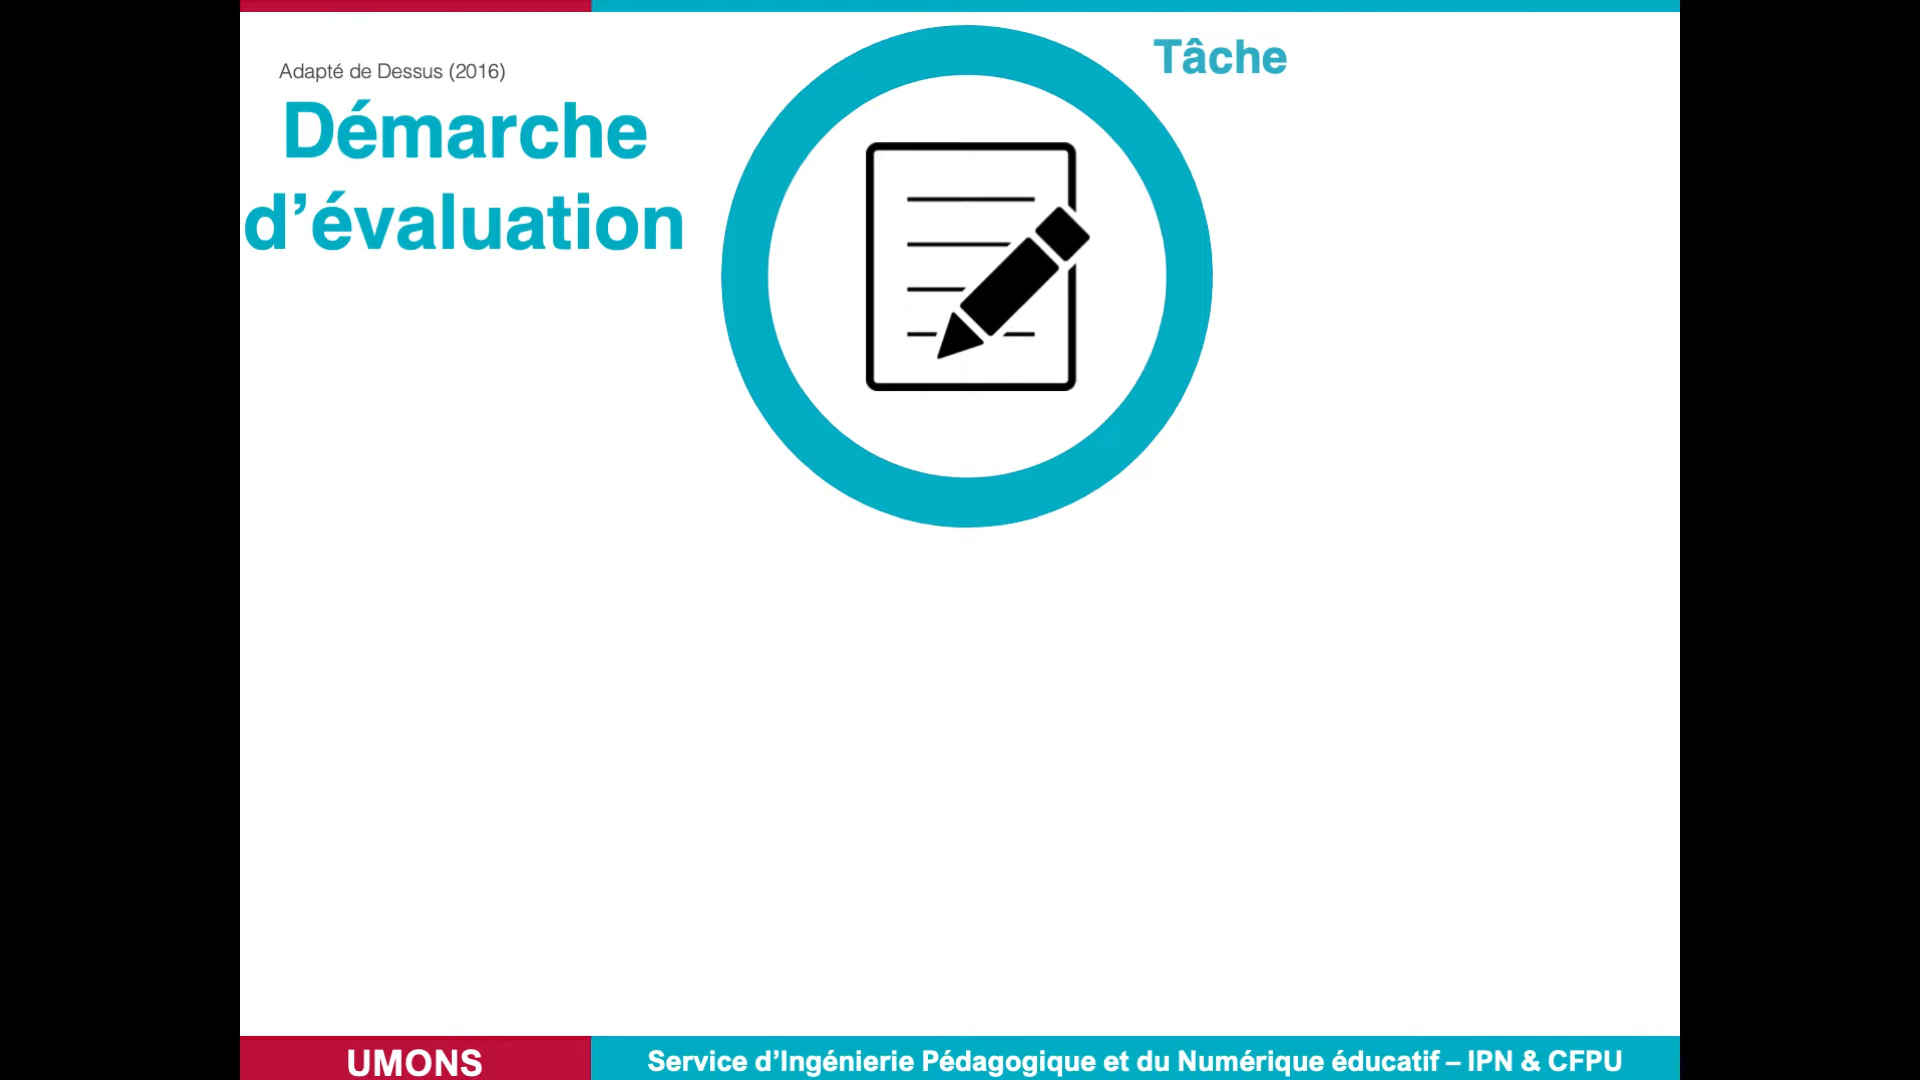 Adapté de Dessus (2016)
Démarche
d’évaluation
Tâche
UMONS
Service d’Ingénierie Pédagogique et du Numérique éducatif – IPN & CFPU